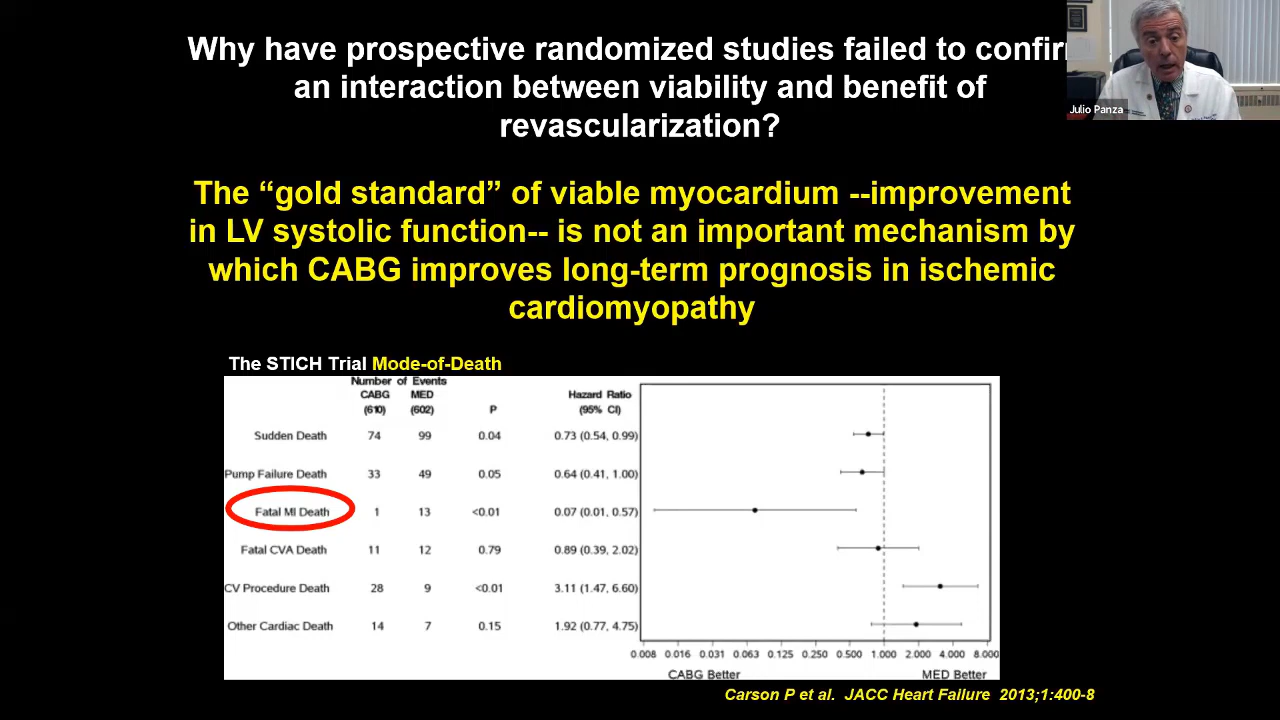 Why have prospective randomized studies failed to confir
an interaction between viability and benefit of
revascularization?
Julio Panza
The “gold standard” of viable myocardium --improvement
in LV systolic function-- is not an important mechanism by
which CABG improves long-term prognosis in ischemic
cardiomyopathy
The STICH Trial Mode-of-Death
Number of Events
CABG MED Hazard Ratio
(610) (602) P (95% CI)
Sudden Death 74 99 0.04 0.73 (0.54, 0.99)
Pump Failure Death 33 49 0.05 0.64 (0.41, 1.00)
Fatal MI Death 1 13 <0.01 0.07 (0.01, 0.57)
Fatal CVA Death 11 12 0.79 0.89 (0.39, 2.02)
CV Procedure Death 28 9 <0.01 3.11 (1.47, 6.60)
Other Cardiac Death 14 7 0.15 1.92 (0.77, 4.75)
0.008 0.016 0.031 0.063 0.125 0.250 0.500 1.000 2.000 4.000 8.000
CABG Better MED Better
Carson P et al. JACC Heart Failure 2013;1:400-8